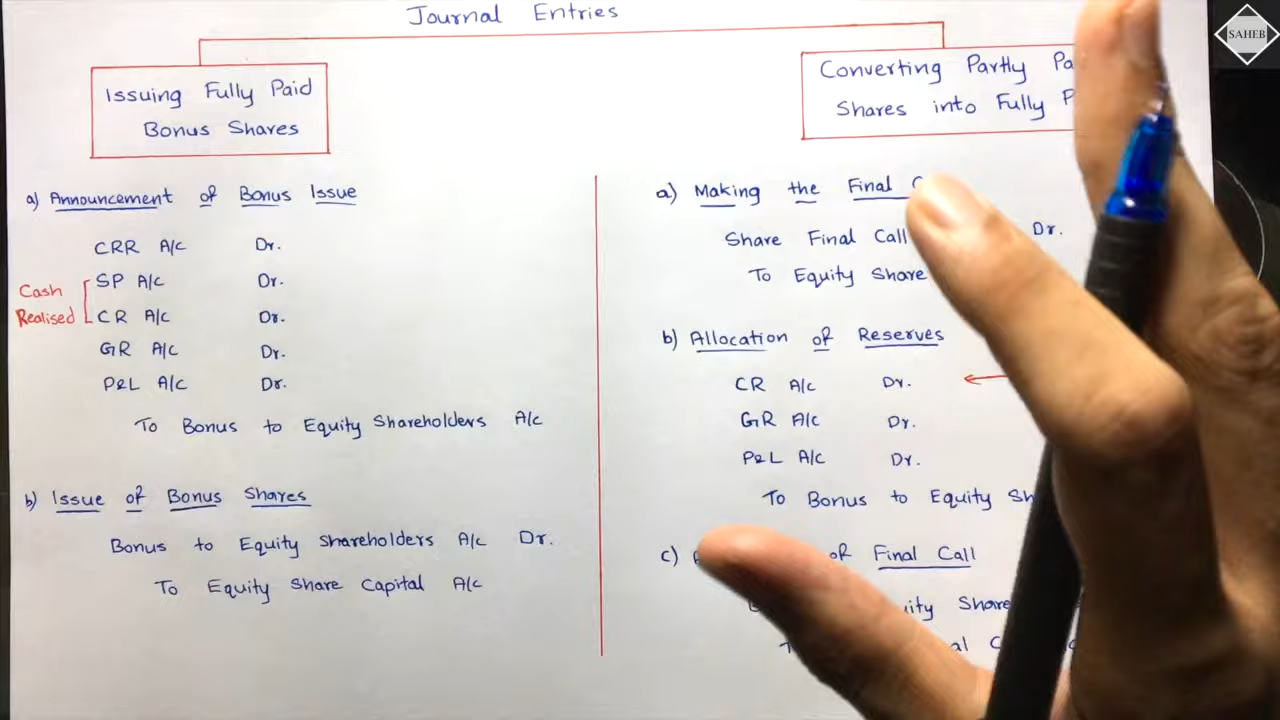 Journal Entries
SAHEB
Issuing Fully Paid
Bonus Shares
a) Announcement of Bonus Issue
CRR A/c Dr.
SP A/c Dr.
CR A/c Dr.
Cash
Realised
GR A/c Dr.
P&L A/c Dr.
To Bonus to Equity Shareholders A/c
b) Issue of Bonus Shares
Bonus to Equity Shareholders A/c Dr.
To Equity Share Capital A/c
Converting Partly
Shares into Fully
a) Making the Final
Share Final Call Dr.
To Equity Share
b) Allocation of Reserves
CR A/c Dr.
GR A/c Dr.
P&L A/c Dr.
To Bonus to Equity
c) of Final Call